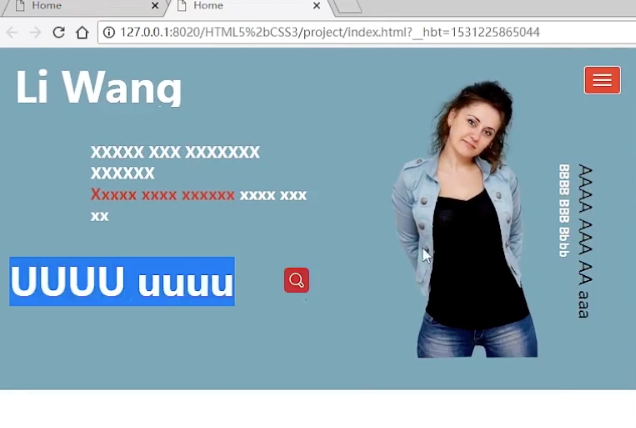 Home
Home
127.0.0.1:8020/HTML5%2bCSS3/project/index.html?__hbt=1531225865044
Li Wang
XXXXX XXX XXXXXXX
XXXXXX
Xxxxx xxxx xxxxxx xxxx xxx
xx
UUUU uuuu
AAAA AAA AA aaa
BBBB BBB Bbbb